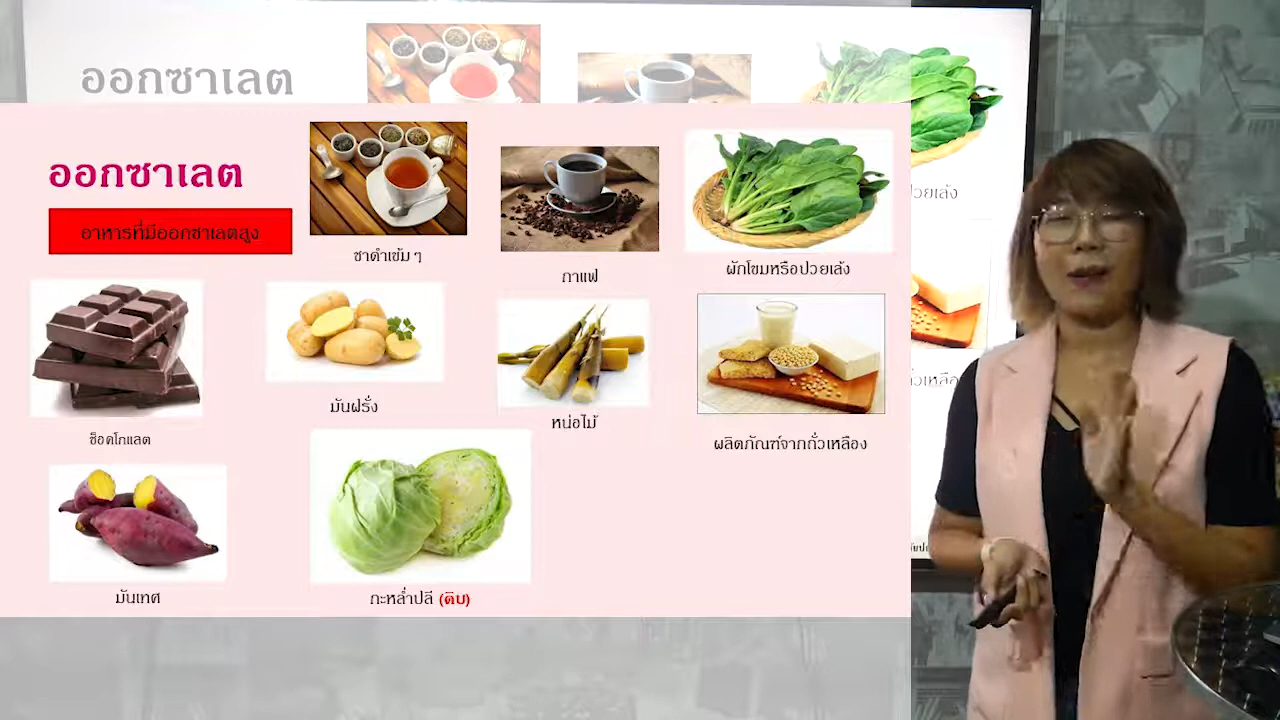 ออกซาเลต
ออกซาเลต
อาหารที่มีออกซาเลตสูง
ชาดำเข้ม ๆ
กาแฟ
ผักโขมหรือปวยเล้ง
ช็อคโกแลต
มันฝรั่ง
หน่อไม้
ผลิตภัณฑ์จากถั่วเหลือง
มันเทศ
กะหล่ำปลี (ดิบ)
วยเล้ง